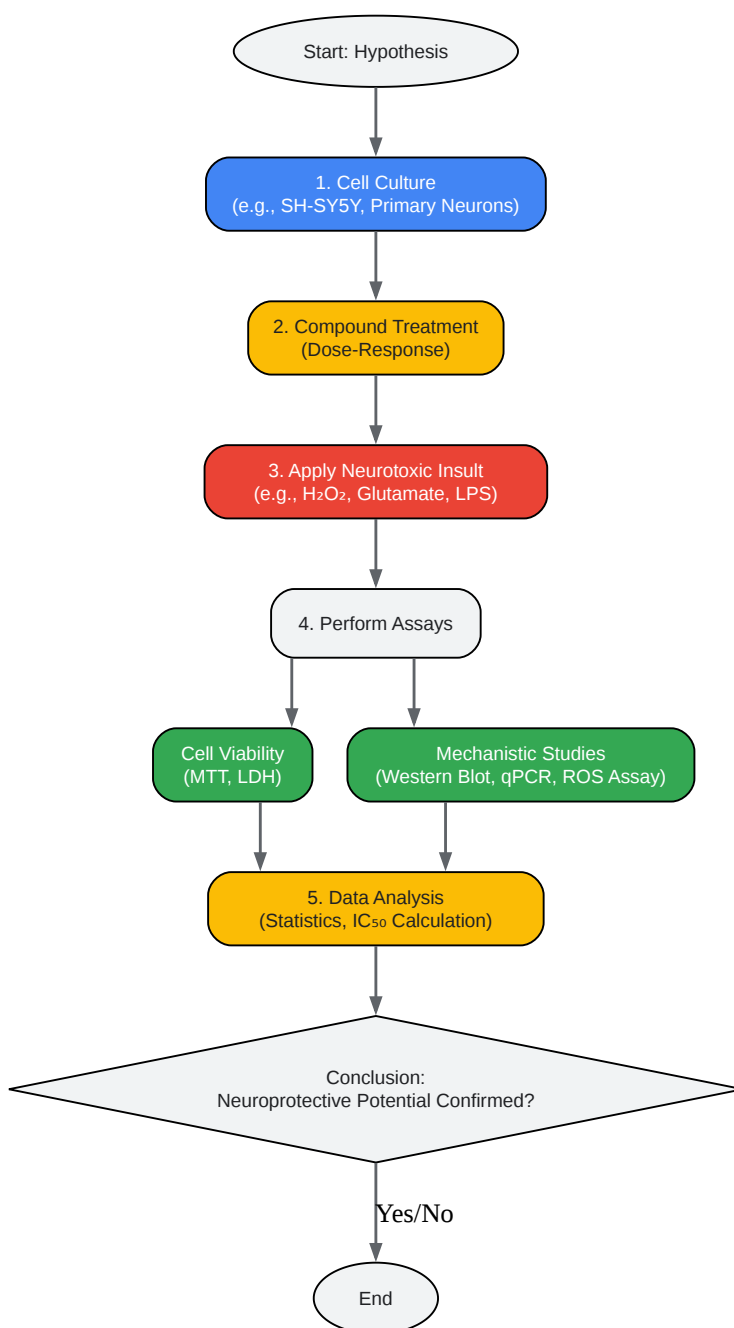 Start: Hypothesis
1. Cell Culture
(e.g., SH-SY5Y, Primary Neurons)
2. Compound Treatment
(Dose-Response)
3. Apply Neurotoxic Insult
(e.g., H₂O₂, Glutamate, LPS)
4. Perform Assays
Cell Viability
(MTT, LDH)
Mechanistic Studies
(Western Blot, qPCR, ROS Assay)
5. Data Analysis
(Statistics, IC₅₀ Calculation)
Conclusion:
Neuroprotective Potential Confirmed?
Yes/No
End